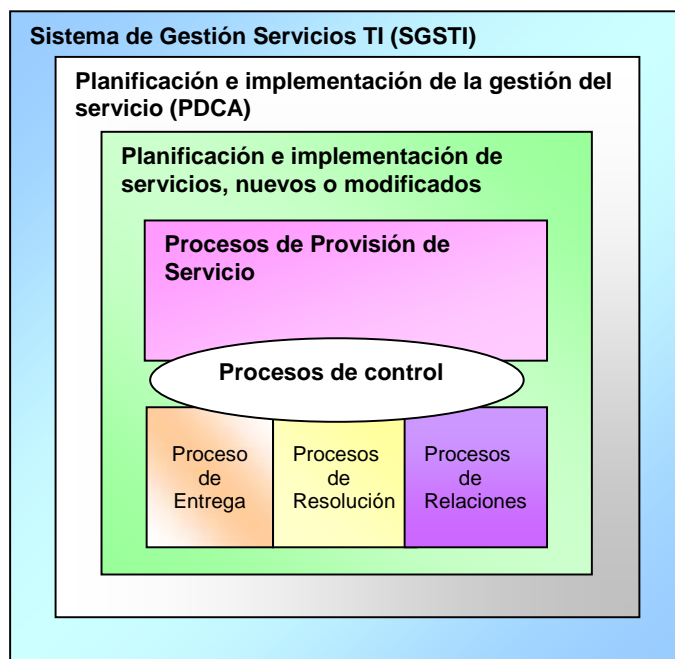 Sistema de Gestión Servicios TI (SGSTI)
Planificación e implementación de la gestión del
servicio (PDCA)
Planificación e implementación de
servicios, nuevos o modificados
Procesos de Provisión de
Servicio
Procesos de control
Proceso
de
Entrega
Procesos
de
Resolución
Procesos
de
Relaciones